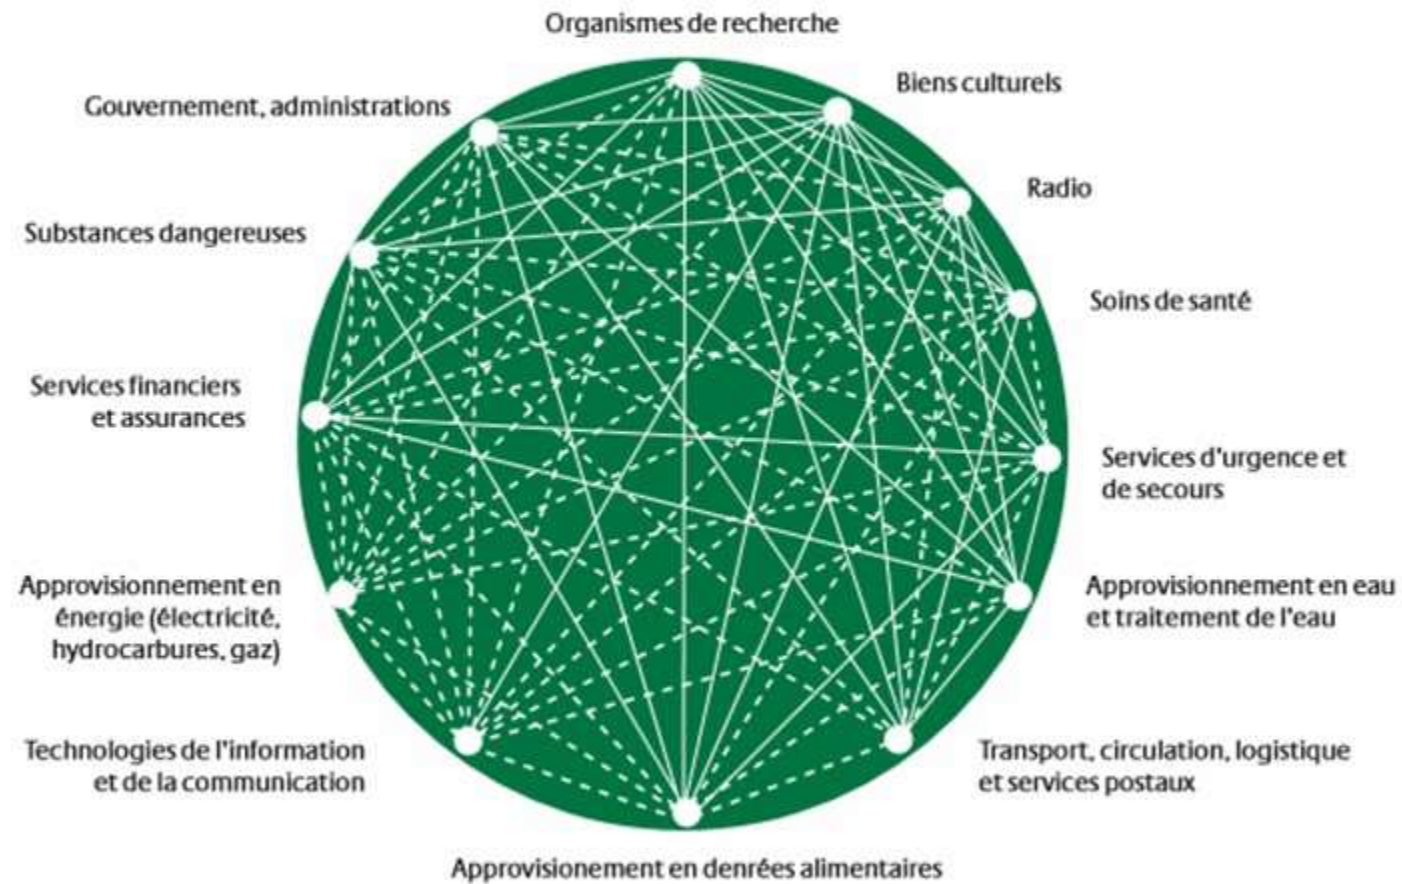 Organismes de recherche
Biens culturels
Gouvernement, administrations
Radio
Substances dangereuses
Soins de santé
Services financiers
et assurances
Services d'urgence et
de secours
Approvisionnement en
énergie (électricité,
hydrocarbures, gaz)
Approvisionnement en eau
et traitement de l'eau
Technologies de l'information
et de la communication
Transport, circulation, logistique
et services postaux
Approvisionement en denrées alimentaires